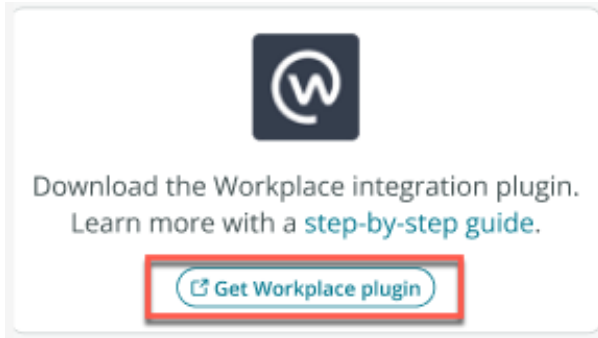 Download the Workplace integration plugin.
Learn more with a step-by-step guide.
Get Workplace plugin